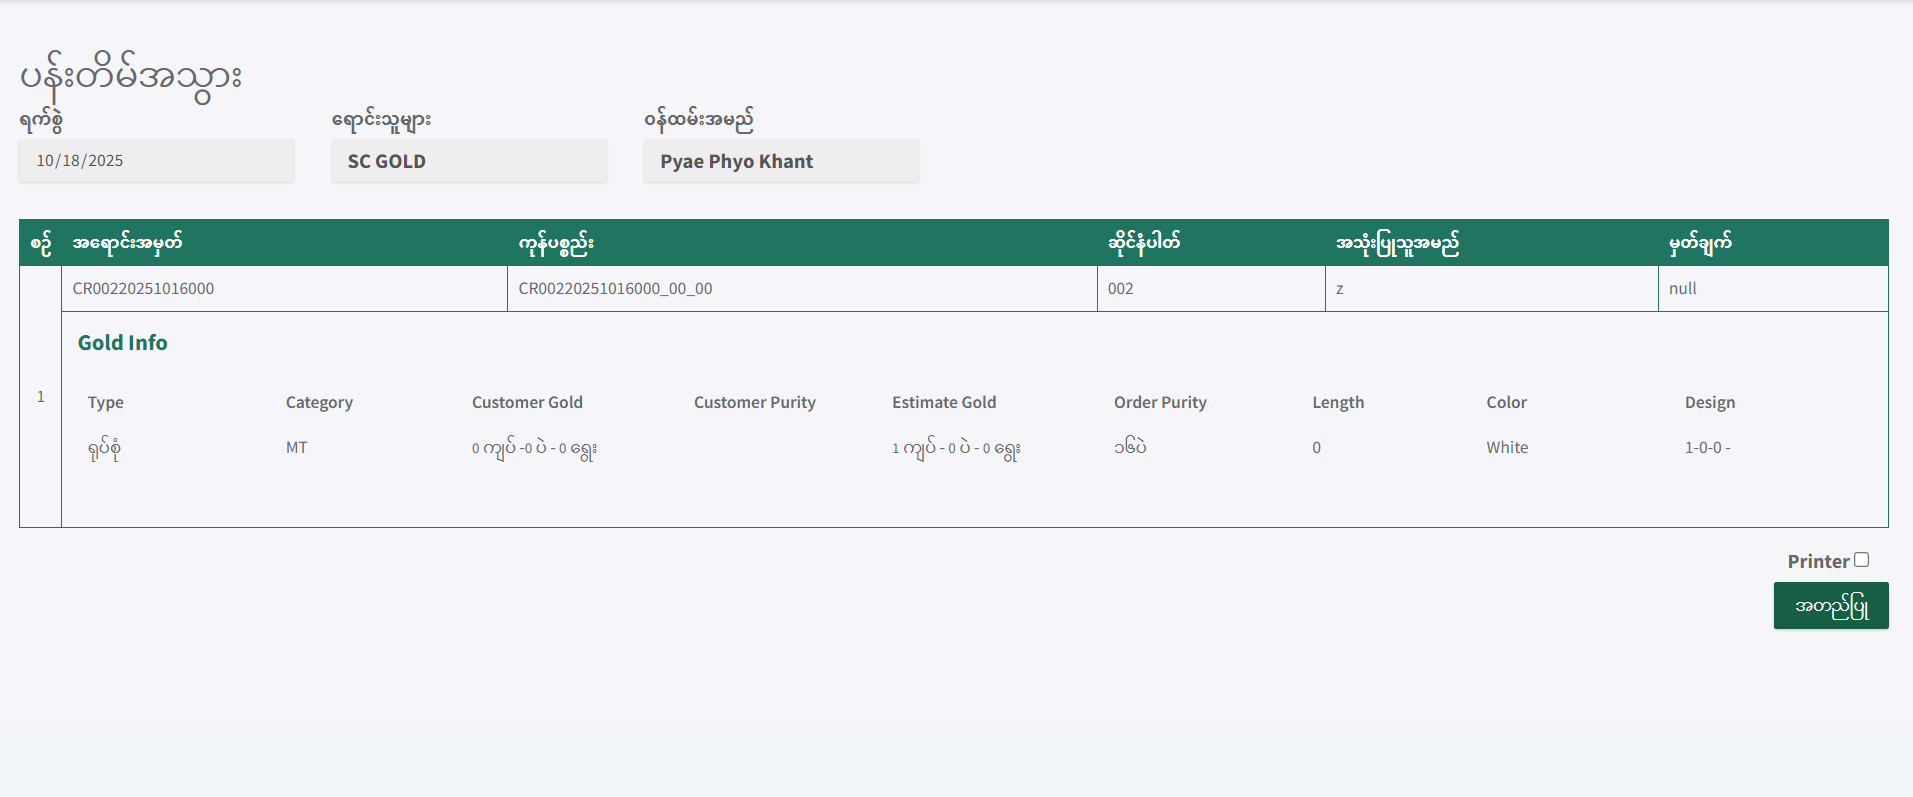 ပန်းတိမ်အသွား
ရက်စွဲ ရောင်းသူများ ဝန်ထမ်းအမည်
10/18/2025 SC GOLD Pyae Phyo Khant
စဉ် အရောင်းအမှတ် ကုန်ပစ္စည်း ဆိုင်နံပါတ် အသုံးပြုသူအမည် မှတ်ချက်
CR00220251016000 CR00220251016000_00_00 002 z null
Gold Info
1
Type Category Customer Gold Customer Purity Estimate Gold Order Purity Length Color Design
ရုပ်စုံ MT 0 ကျပ် -0 ပဲ - 0 ရွေး 1 ကျပ် - 0 ပဲ - 0 ရွေး ၁၆ပဲ 0 White 1-0-0 -
Printer
အတည်ပြု